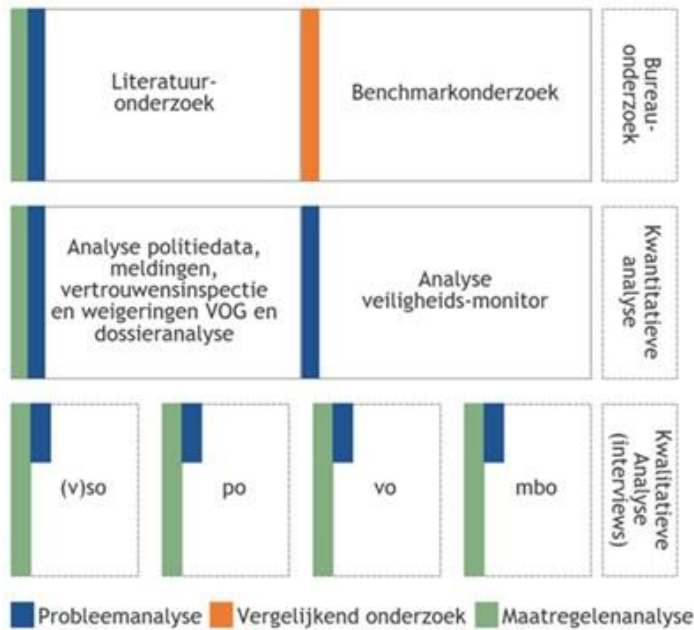 Literatuur-
onderzoek
Benchmarkonderzoek
Bureau-
onderzoek
Analyse politiedata,
meldingen,
vertrouwensinspectie
en weigeringen VOG en
dossieranalyse
Analyse
veiligheids-monitor
Kwantitatieve
analyse
(v)so
po
vo
mbo
Kwalitatieve
Analyse
(interviews)
Probleemanalyse
Vergelijkend onderzoek
Maatregelenanalyse